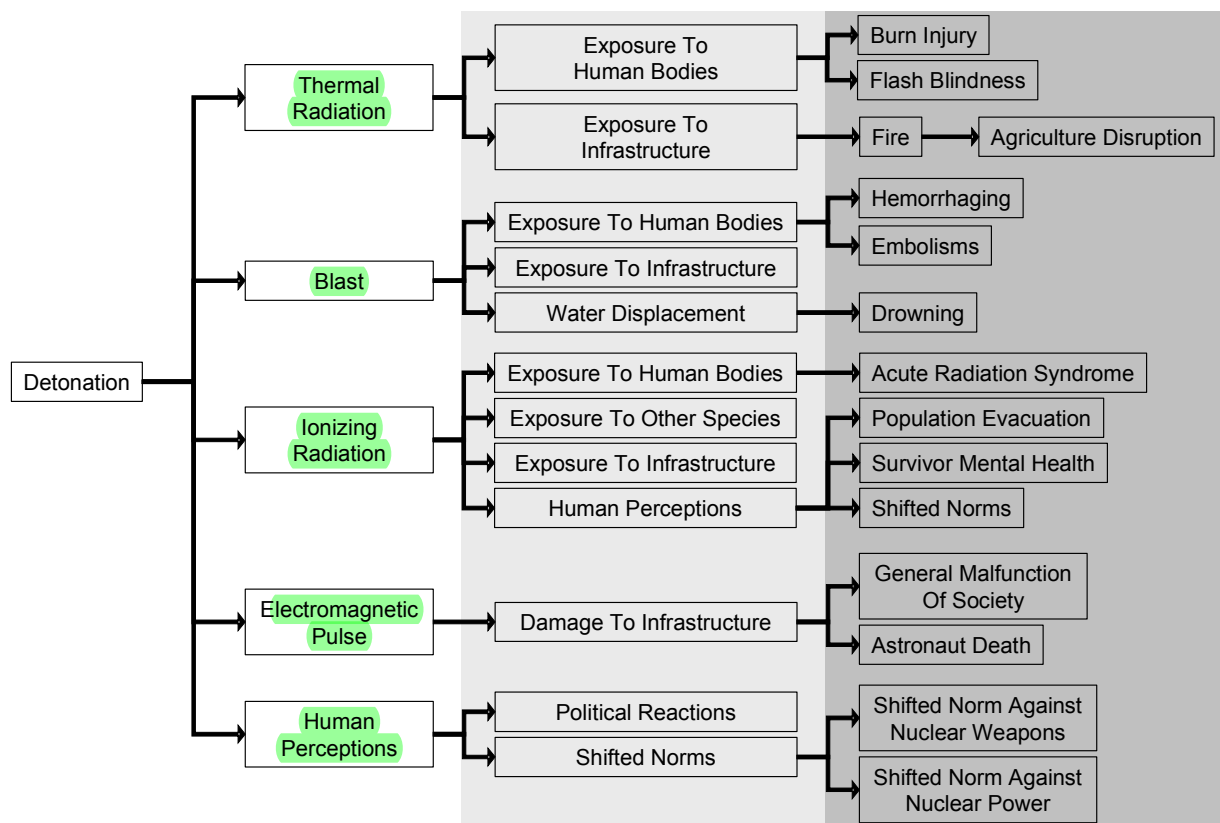 Detonation
Thermal
Radiation
Exposure To
Human Bodies
Burn Injury
Flash Blindness
Exposure To
Infrastructure
Fire
Agriculture Disruption
Blast
Exposure To Human Bodies
Hemorrhaging
Embolisms
Exposure To Infrastructure
Water Displacement
Drowning
Ionizing
Radiation
Exposure To Human Bodies
Acute Radiation Syndrome
Exposure To Other Species
Exposure To Infrastructure
Human Perceptions
Population Evacuation
Survivor Mental Health
Shifted Norms
Electromagnetic
Pulse
Damage To Infrastructure
General Malfunction
Of Society
Astronaut Death
Human
Perceptions
Political Reactions
Shifted Norms
Shifted Norm Against
Nuclear Weapons
Shifted Norm Against
Nuclear Power